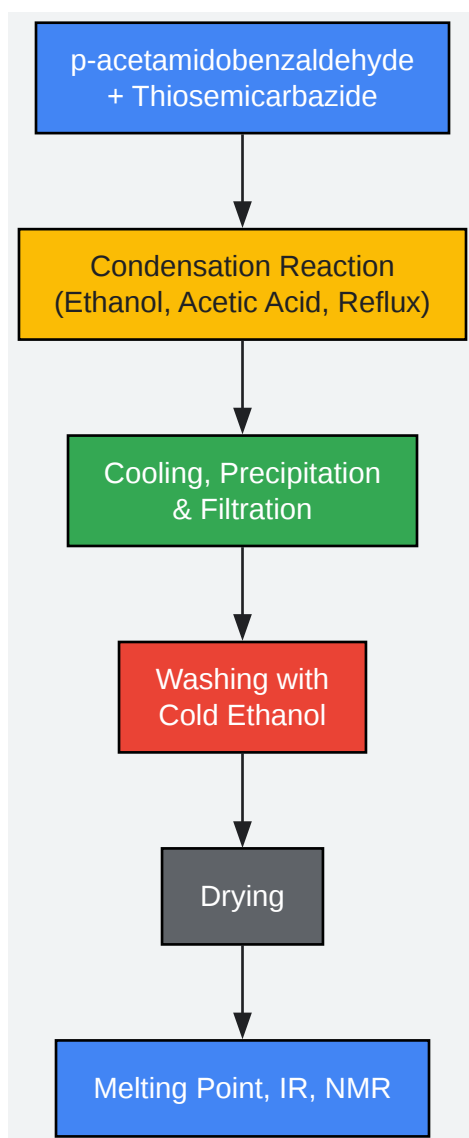 p-acetamidobenzaldehyde
+ Thiosemicarbazide
Condensation Reaction
(Ethanol, Acetic Acid, Reflux)
Cooling, Precipitation
& Filtration
Washing with
Cold Ethanol
Drying
Melting Point, IR, NMR